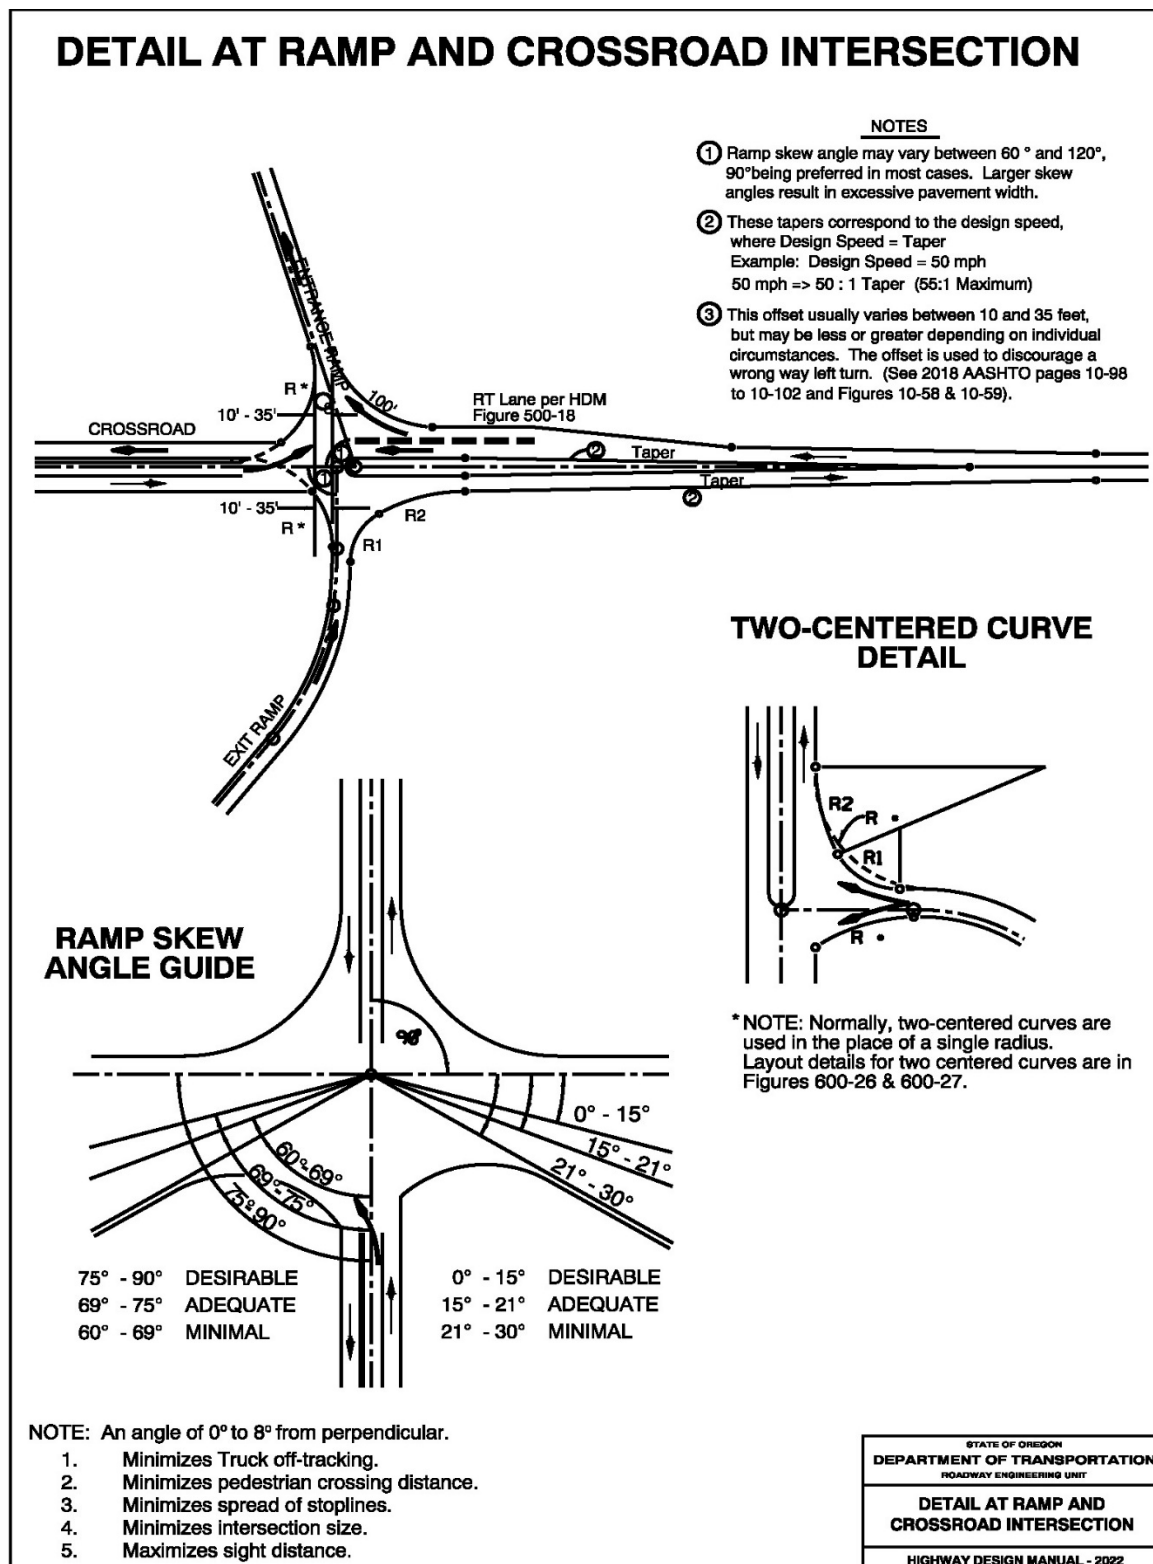 DETAIL AT RAMP AND CROSSROAD INTERSECTION
NOTES
1 Ramp skew angle may vary between 60 ° and 120°,
90°being preferred in most cases. Larger skew
angles result in excessive pavement width.
2 These tapers correspond to the design speed,
where Design Speed = Taper
Example: Design Speed = 50 mph
50 mph => 50 : 1 Taper (55:1 Maximum)
3 This offset usually varies between 10 and 35 feet,
but may be less or greater depending on individual
circumstances. The offset is used to discourage a
wrong way left turn. (See 2018 AASHTO pages 10-98
to 10-102 and Figures 10-58 & 10-59).
ENTRANCE RAMP
R *
100'
10' - 35'
RT Lane per HDM
Figure 500-18
CROSSROAD
3
1
2
Taper
1
Taper
2
10' - 35'
R *
R2
R1
EXIT RAMP
TWO-CENTERED CURVE
DETAIL
R2
R *
R1
R *
* NOTE: Normally, two-centered curves are
used in the place of a single radius.
Layout details for two centered curves are in
Figures 600-26 & 600-27.
RAMP SKEW
ANGLE GUIDE
90°
0° - 15°
15° - 21°
21° - 30°
60°-69°
69°-75°
75°-90°
75° - 90° DESIRABLE
69° - 75° ADEQUATE
60° - 69° MINIMAL
0° - 15° DESIRABLE
15° - 21° ADEQUATE
21° - 30° MINIMAL
NOTE: An angle of 0° to 8° from perpendicular.
1. Minimizes Truck off-tracking.
2. Minimizes pedestrian crossing distance.
3. Minimizes spread of stoplines.
4. Minimizes intersection size.
5. Maximizes sight distance.
STATE OF OREGON
DEPARTMENT OF TRANSPORTATION
ROADWAY ENGINEERING UNIT
DETAIL AT RAMP AND
CROSSROAD INTERSECTION
HIGHWAY DESIGN MANUAL - 2022